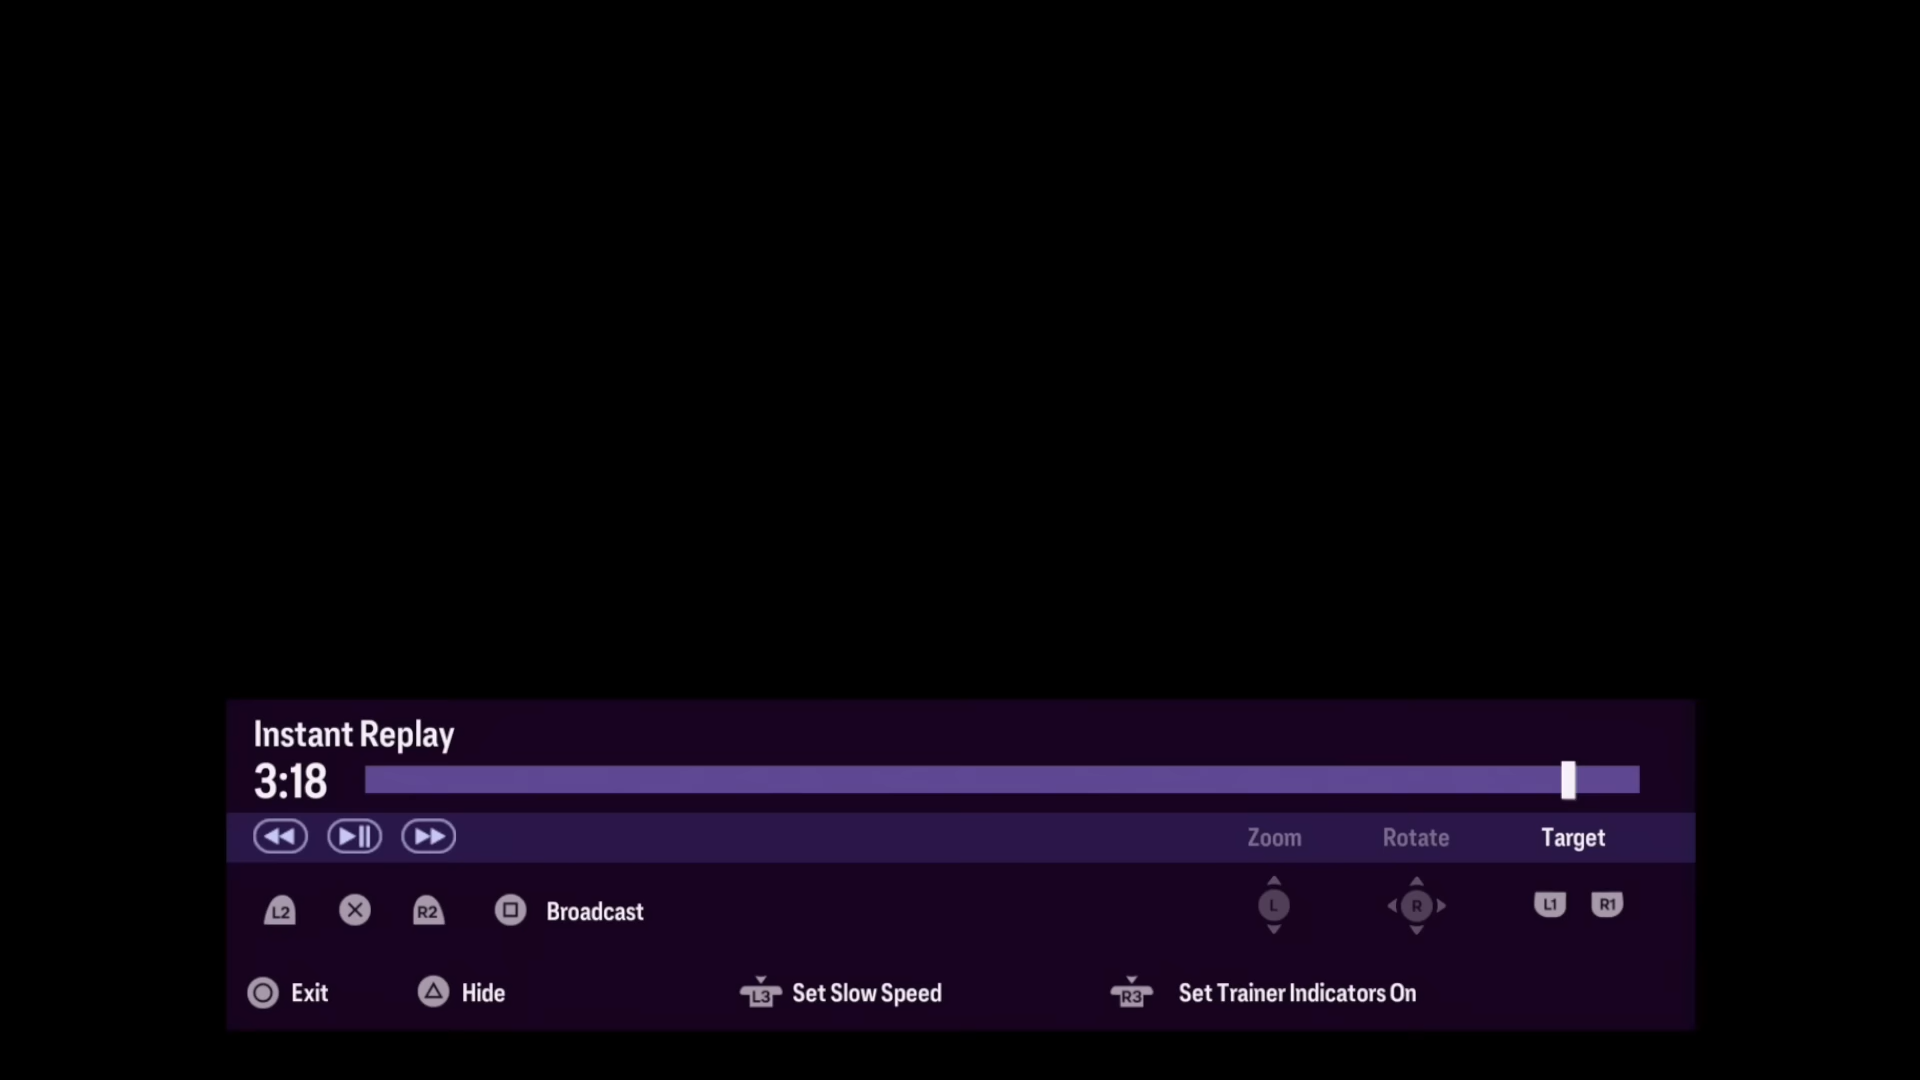 Instant Replay
3:18
Zoom Rotate Target
L2 R2 Broadcast L R L1 R1
Exit Hide L3 Set Slow Speed R3 Set Trainer Indicators On